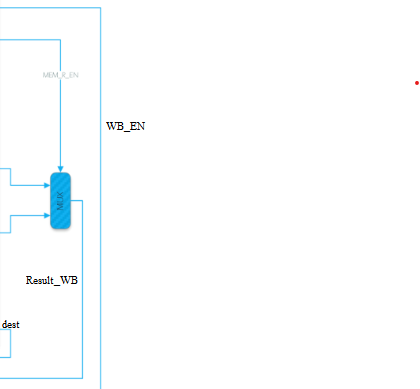 MEM_R_EN
WB_EN
MUX
Result_WB
dest